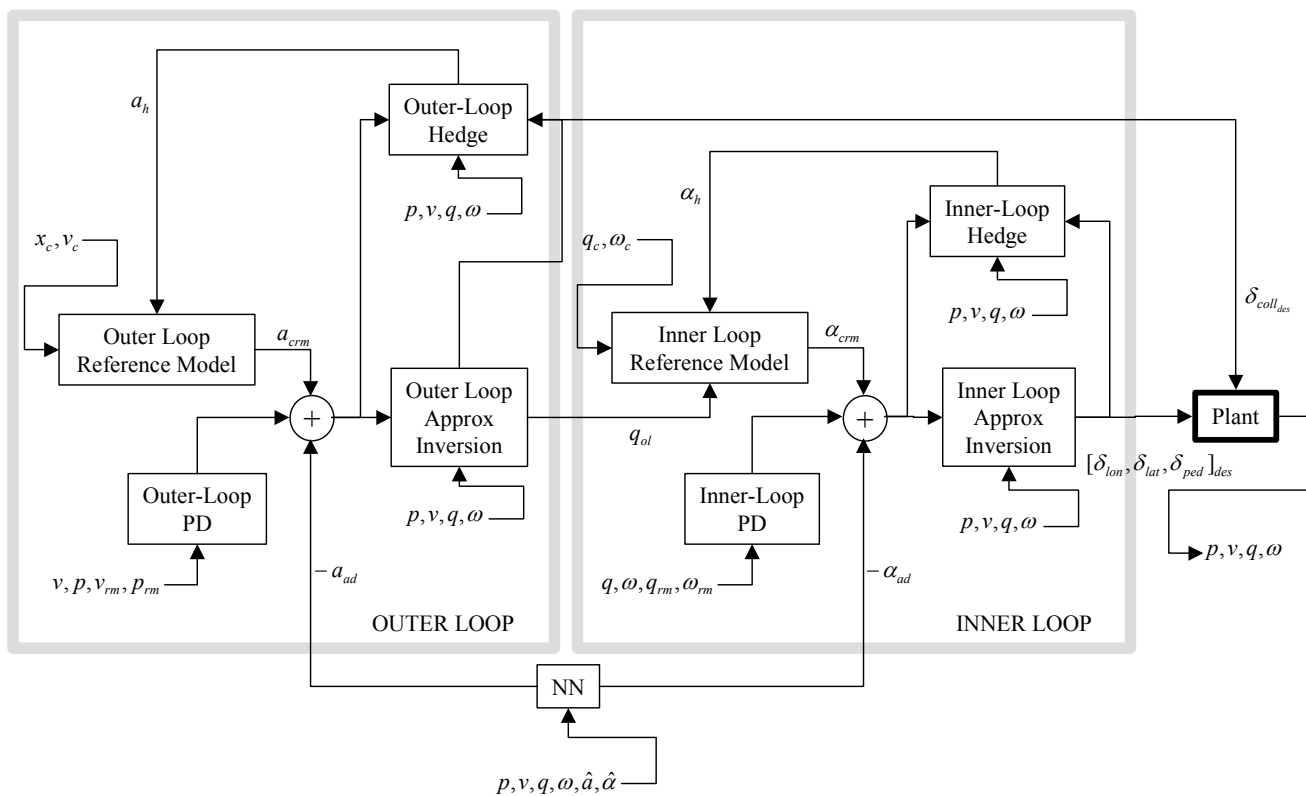 a_h
Outer-Loop
Hedge
p, v, q, ω
x_c, v_c
Outer Loop
Reference Model
a_crm
+
Outer Loop
Approx
Inversion
q_ol
p, v, q, ω
Outer-Loop
PD
v, p, v_rm, p_rm
− a_ad
OUTER LOOP
α_h
Inner-Loop
Hedge
p, v, q, ω
q_c, ω_c
Inner Loop
Reference Model
α_crm
+
Inner Loop
Approx
Inversion
p, v, q, ω
Inner-Loop
PD
q, ω, q_rm, ω_rm
− α_ad
INNER LOOP
δ_coll_des
Plant
[δ_lon, δ_lat, δ_ped]_des
p, v, q, ω
NN
p, v, q, ω, â, α̂